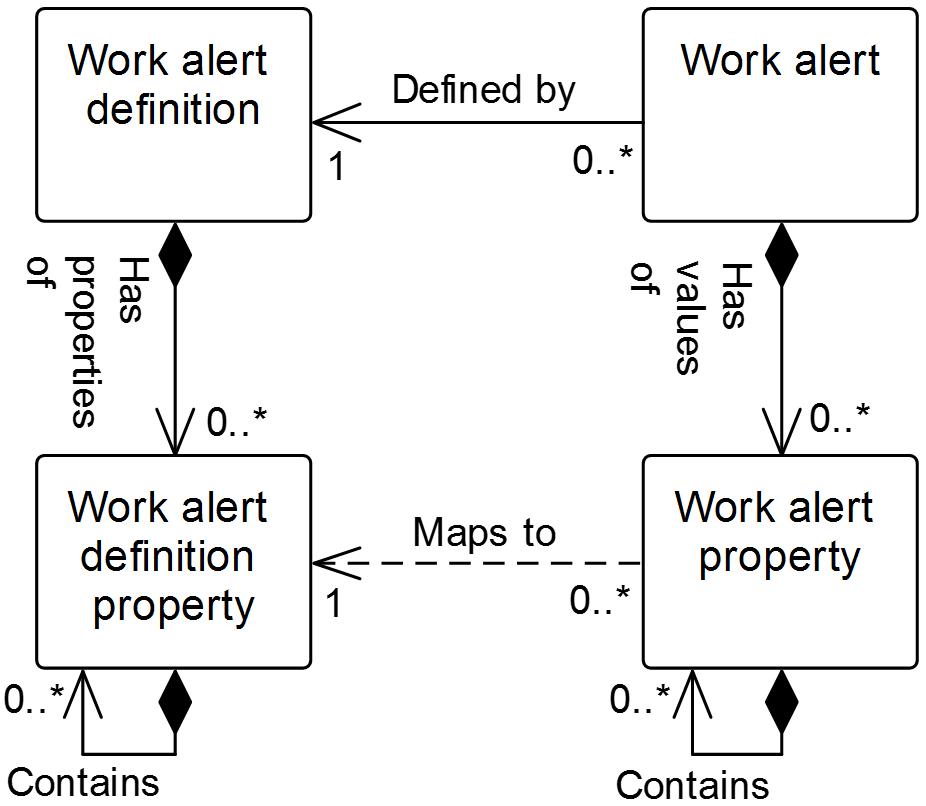 Work alert
definition
Defined by
Work alert
1
0..*
Has
properties
of
Has
values
of
0..*
0..*
Work alert
definition
property
Maps to
Work alert
property
1
0..*
0..*
Contains
0..*
Contains